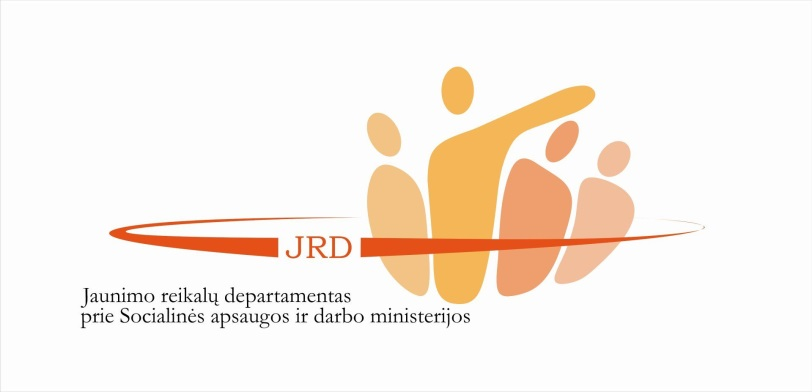 JRD
Jaunimo reikalų departamentas
prie Socialinės apsaugos ir darbo ministerijos